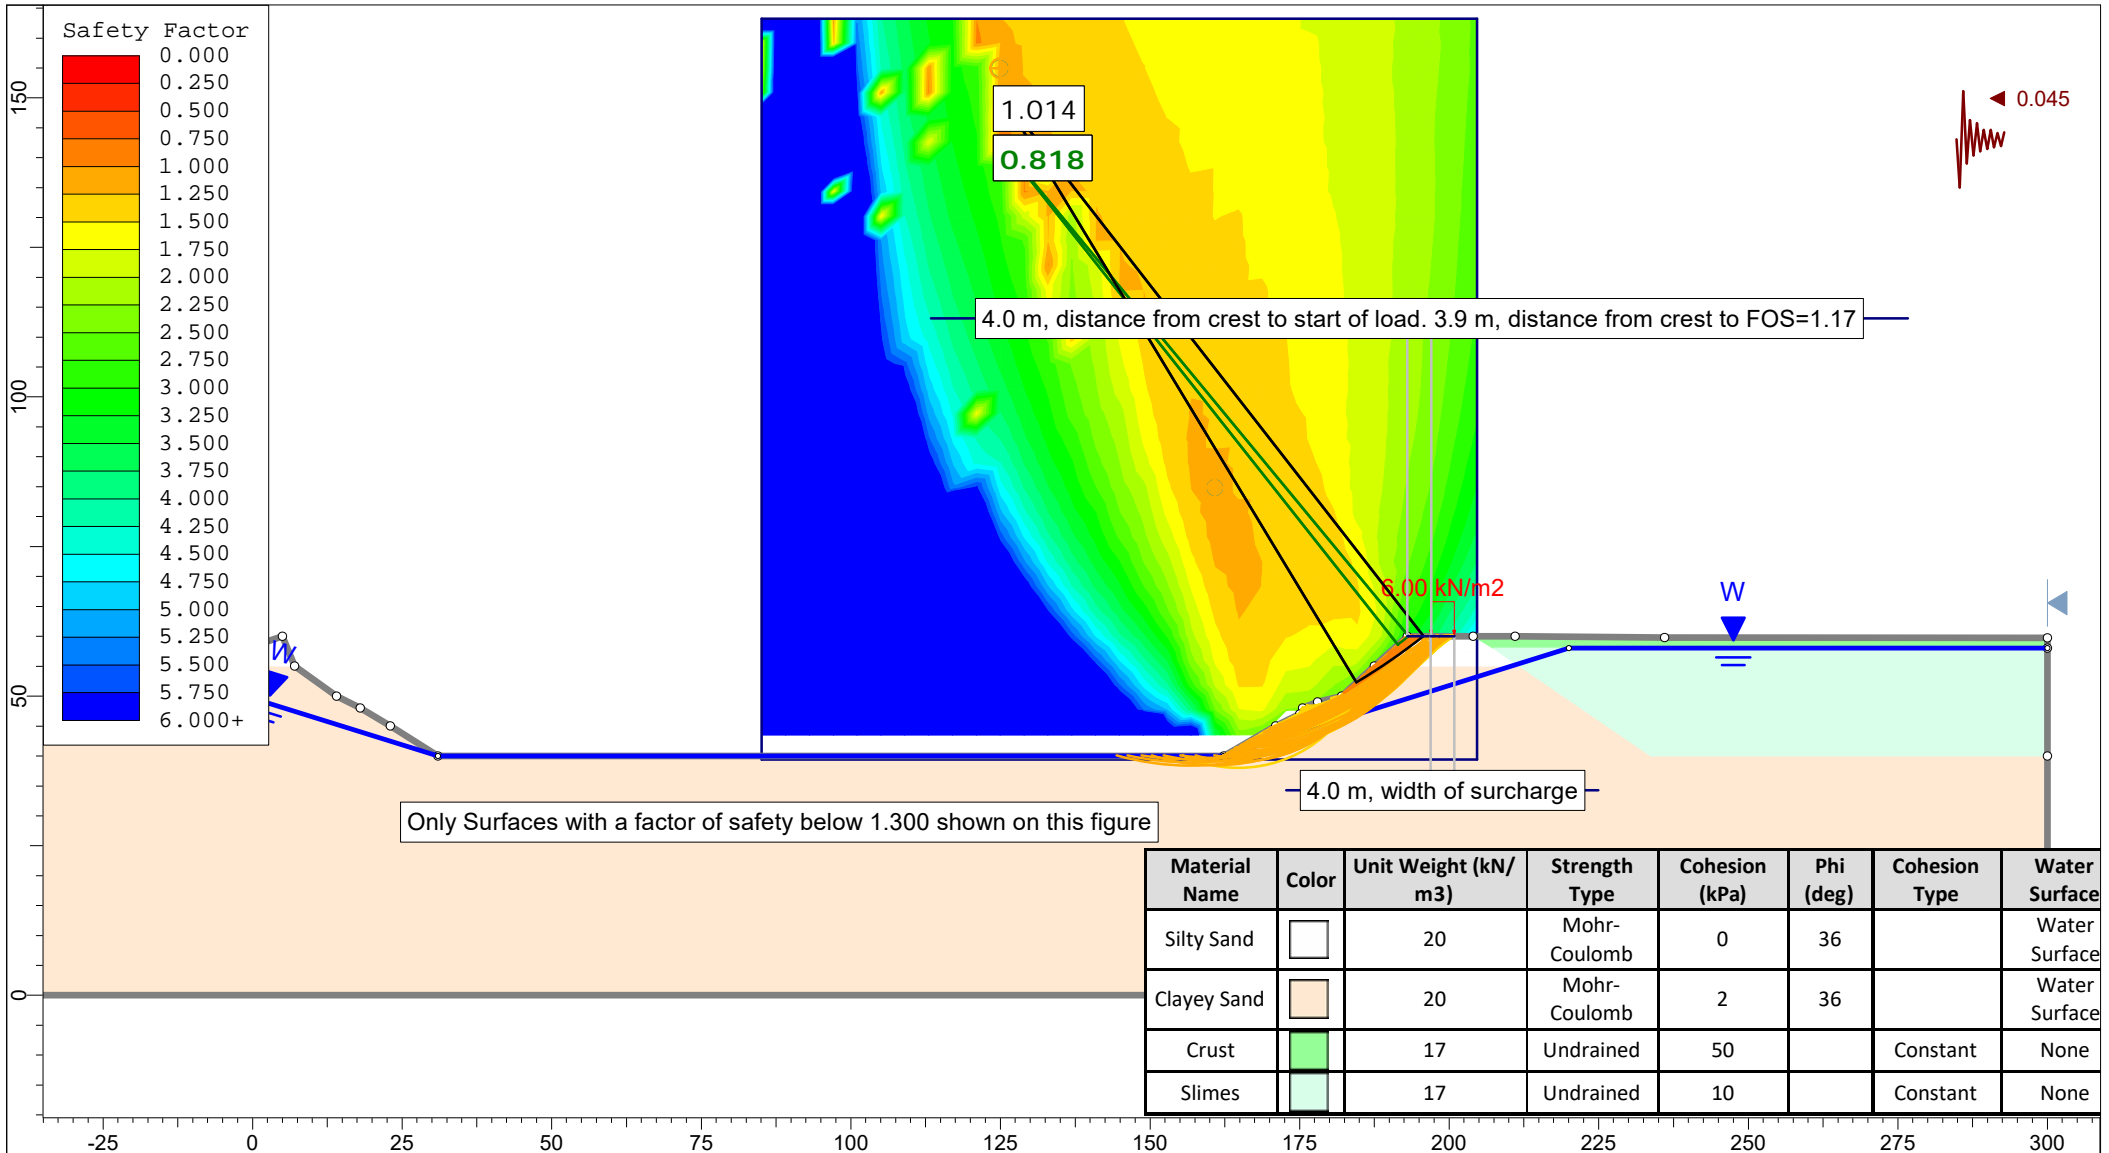 Safety Factor
0.000
0.250
0.500
0.750
1.000
1.250
1.500
1.750
2.000
2.250
2.500
2.750
3.000
3.250
3.500
3.750
4.000
4.250
4.500
4.750
5.000
5.250
5.500
5.750
6.000+
150
100
50
0
1.014
0.818
0.045
4.0 m, distance from crest to start of load. 3.9 m, distance from crest to FOS=1.17
6.00 kN/m2
W
W
4.0 m, width of surcharge
Only Surfaces with a factor of safety below 1.300 shown on this figure
Material Name Color Unit Weight (kN/ m3) Strength Type Cohesion (kPa) Phi (deg) Cohesion Type Water Surface
Silty Sand 20 Mohr-Coulomb 0 36 Water Surface
Clayey Sand 20 Mohr-Coulomb 2 36 Water Surface
Crust 17 Undrained 50 Constant None
Slimes 17 Undrained 10 Constant None
-25 0 25 50 75 100 125 150 175 200 225 250 275 300